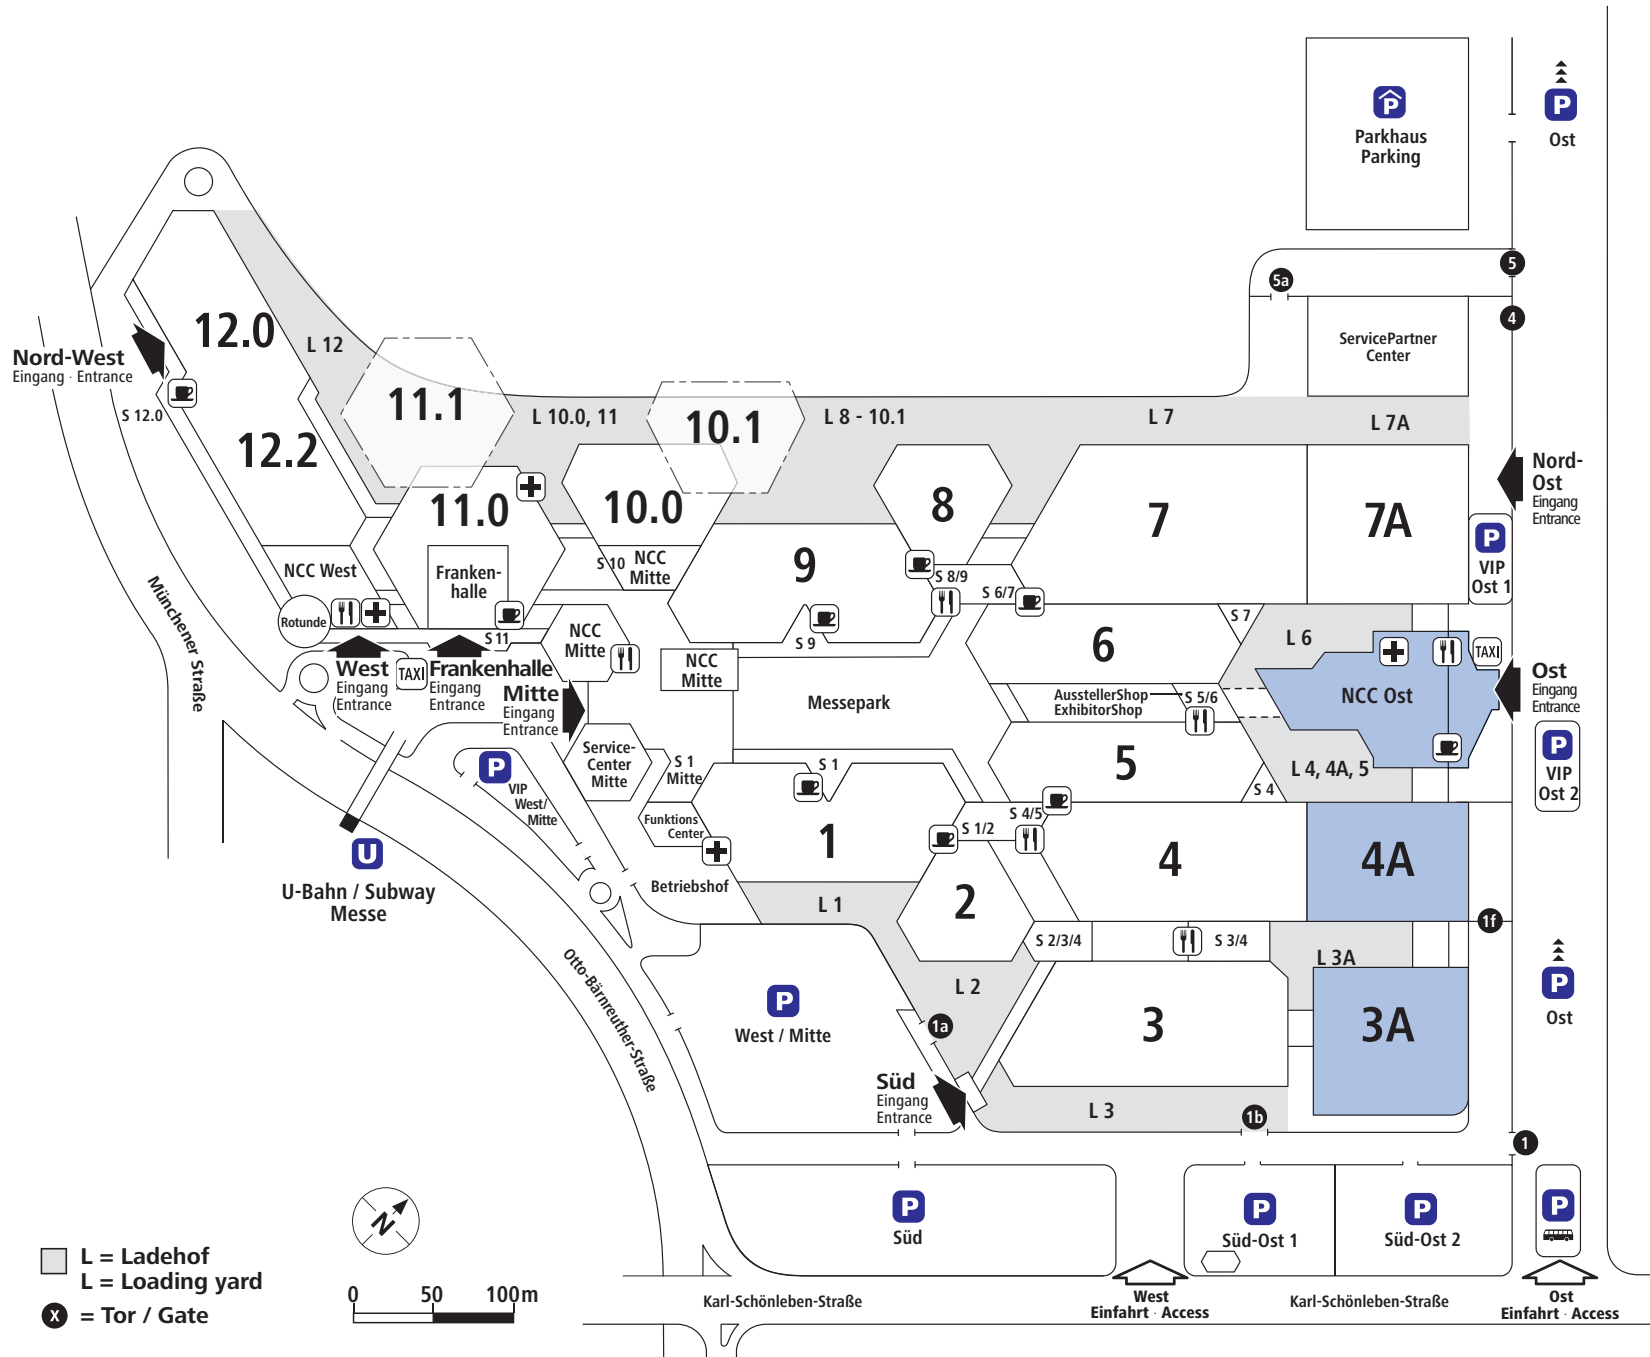 P
Parkhaus
Parking
P
Ost
5
5a
4
ServicePartner
Center
12.0
L 12
Nord-West
Eingang · Entrance
S 12.0
12.2
11.1
L 10.0, 11
10.1
L 8 - 10.1
L 7
L 7A
11.0
10.0
8
7
7A
Nord-
Ost
Eingang
Entrance
P
VIP
Ost 1
NCC West
Franken-
halle
S 10
NCC
Mitte
9
S 8/9
S 6/7
Rotunde
S 11
NCC
Mitte
S 9
NCC
Mitte
6
S 7
L 6
TAXI
West
Eingang
Entrance
TAXI
Frankenhalle
Eingang
Entrance
Mitte
Eingang
Entrance
Messepark
AusstellerShop
ExhibitorShop
S 5/6
NCC Ost
Ost
Eingang
Entrance
P
VIP
Ost 2
Münchener Straße
P
VIP
West/
Mitte
Service-
Center
Mitte
S 1
Mitte
S 1
5
L 4, 4A, 5
S 4
Funktions
Center
1
S 1/2
S 4/5
4
4A
U
U-Bahn / Subway
Messe
Betriebshof
L 1
2
1f
S 2/3/4
S 3/4
L 3A
Otto-Bärnreuther-Straße
P
West / Mitte
L 2
1a
3
3A
P
Ost
Süd
Eingang
Entrance
L 3
1b
1
N
P
Süd
P
Süd-Ost 1
P
Süd-Ost 2
P
L = Ladehof
L = Loading yard
X = Tor / Gate
0 50 100m
Karl-Schönleben-Straße
West
Einfahrt · Access
Karl-Schönleben-Straße
Ost
Einfahrt · Access